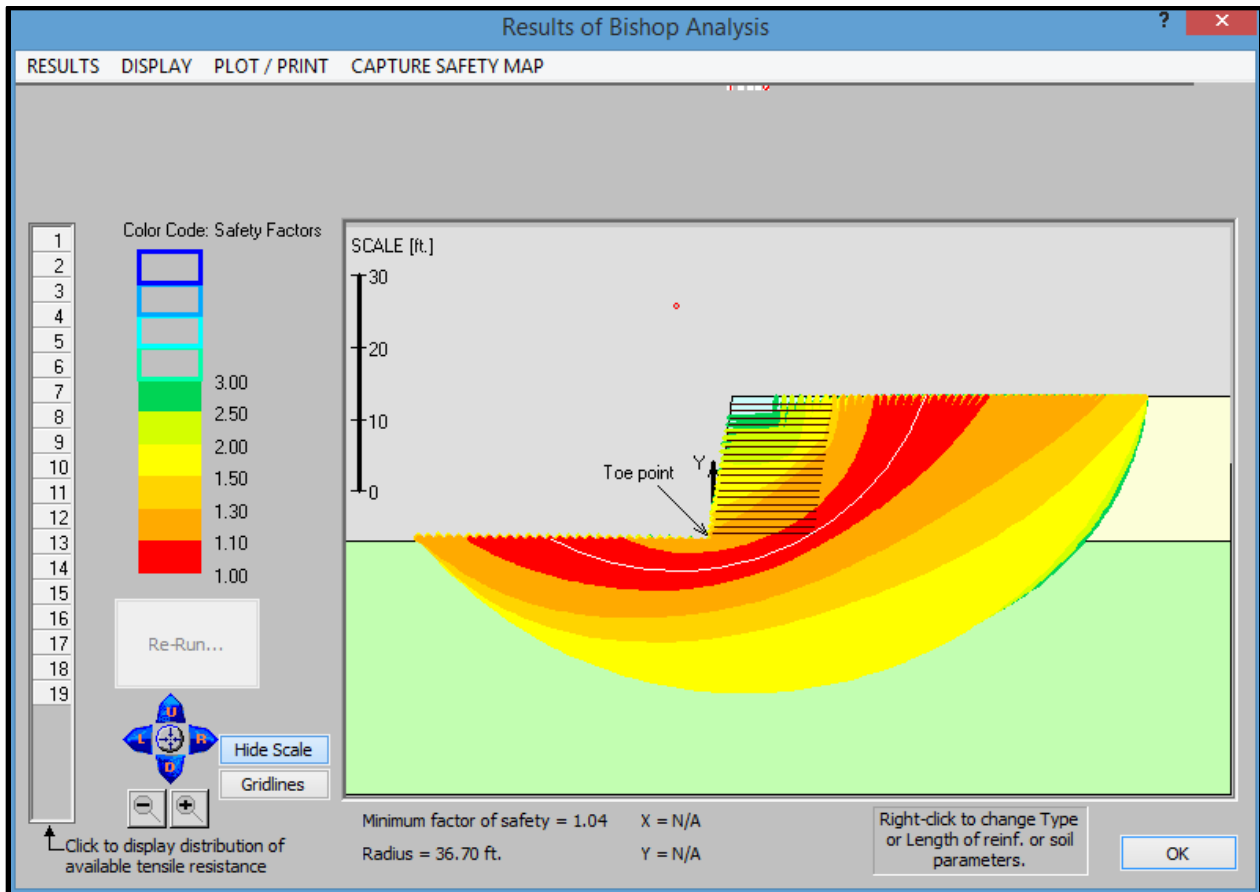 Results of Bishop Analysis
?
×
RESULTS DISPLAY PLOT / PRINT CAPTURE SAFETY MAP
1
2
3
4
5
6
7
8
9
10
11
12
13
14
15
16
17
18
19
Color Code: Safety Factors
3.00
2.50
2.00
1.50
1.30
1.10
1.00
Re-Run...
U
L
R
D
Hide Scale
Gridlines
Click to display distribution of
available tensile resistance
SCALE [ft.]
30
20
10
0
Y
Toe point
Minimum factor of safety = 1.04 X = N/A
Radius = 36.70 ft. Y = N/A
Right-click to change Type
or Length of reinf. or soil
parameters.
OK